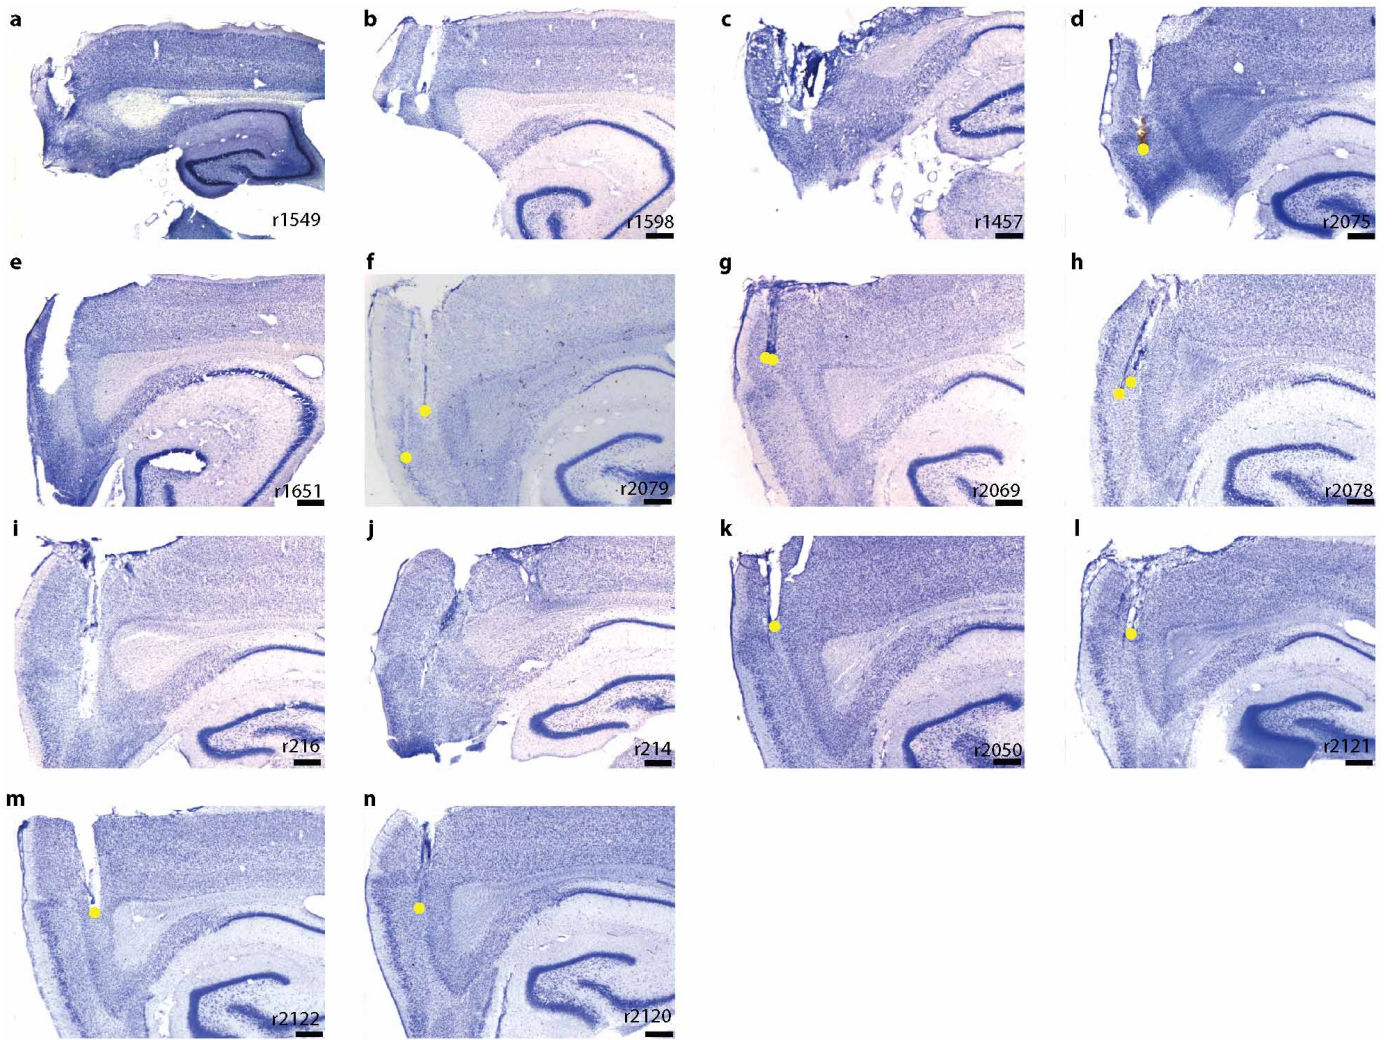 a b c d
r1549 r1598 r1457 r2075
e f g h
r1651 r2079 r2069 r2078
i j k l
r216 r214 r2050 r2121
m n
r2122 r2120